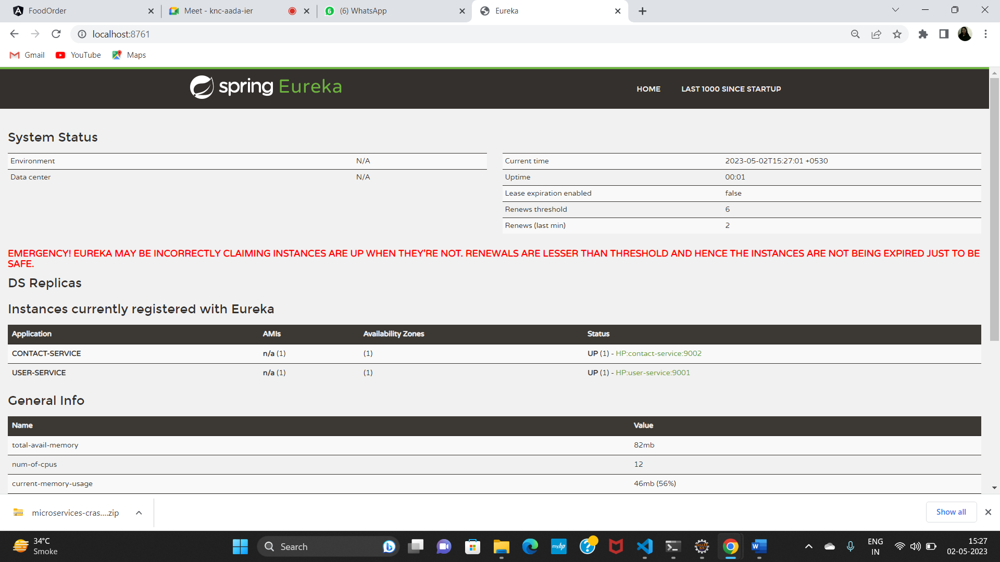 FoodOrder
Meet - knc-aada-ier
6
(6) WhatsApp
Eureka
localhost:8761
Gmail
YouTube
Maps
spring Eureka
HOME
LAST 1000 SINCE STARTUP
System Status
Environment N/A
Data center N/A
Current time 2023-05-02T15:27:01 +0530
Uptime 00:01
Lease expiration enabled false
Renews threshold 6
Renews (last min) 2
EMERGENCY! EUREKA MAY BE INCORRECTLY CLAIMING INSTANCES ARE UP WHEN THEY’RE NOT. RENEWALS ARE LESSER THAN THRESHOLD AND HENCE THE INSTANCES ARE NOT BEING EXPIRED JUST TO BE
SAFE.
DS Replicas
Instances currently registered with Eureka
Application AMIs Availability Zones Status
CONTACT-SERVICE n/a (1) (1) UP (1) - HP:contact-service:9002
USER-SERVICE n/a (1) (1) UP (1) - HP:user-service:9001
General Info
Name Value
total-avail-memory 82mb
num-of-cpus 12
current-memory-usage 46mb (56%)
microservices-cras....zip
Show all
34°C
Smoke
Search
myhp
ENG
IN
15:27
02-05-2023